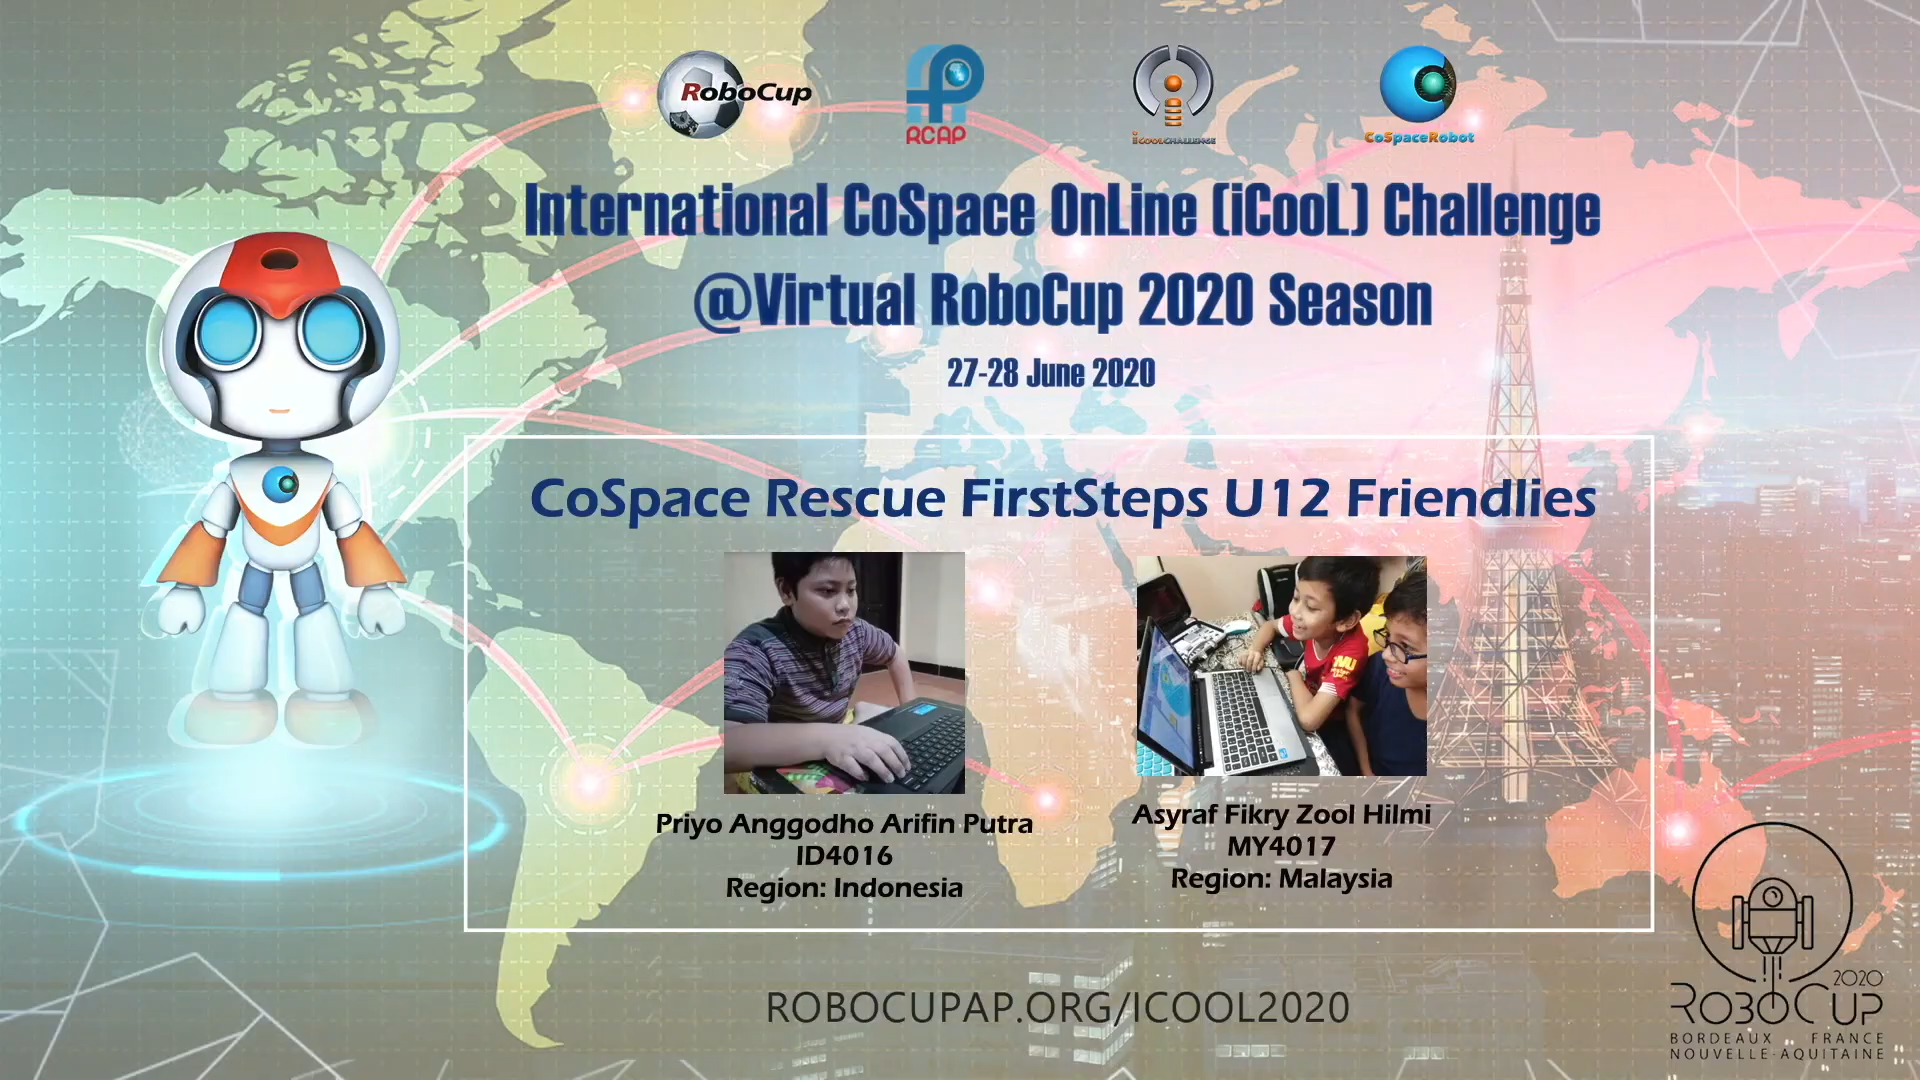 RoboCup
RCAP
iCOOLCHALLENGE
CoSpaceRobot
International CoSpace OnLine (iCooL) Challenge
@Virtual RoboCup 2020 Season
27-28 June 2020
CoSpace Rescue FirstSteps U12 Friendlies
Priyo Anggodho Arifin Putra
ID4016
Region: Indonesia
Asyraf Fikry Zool Hilmi
MY4017
Region: Malaysia
ROBOCUPAP.ORG/ICOOL2020
2020
ROBOCUP
BORDEAUX FRANCE
NOUVELLE-AQUITAINE